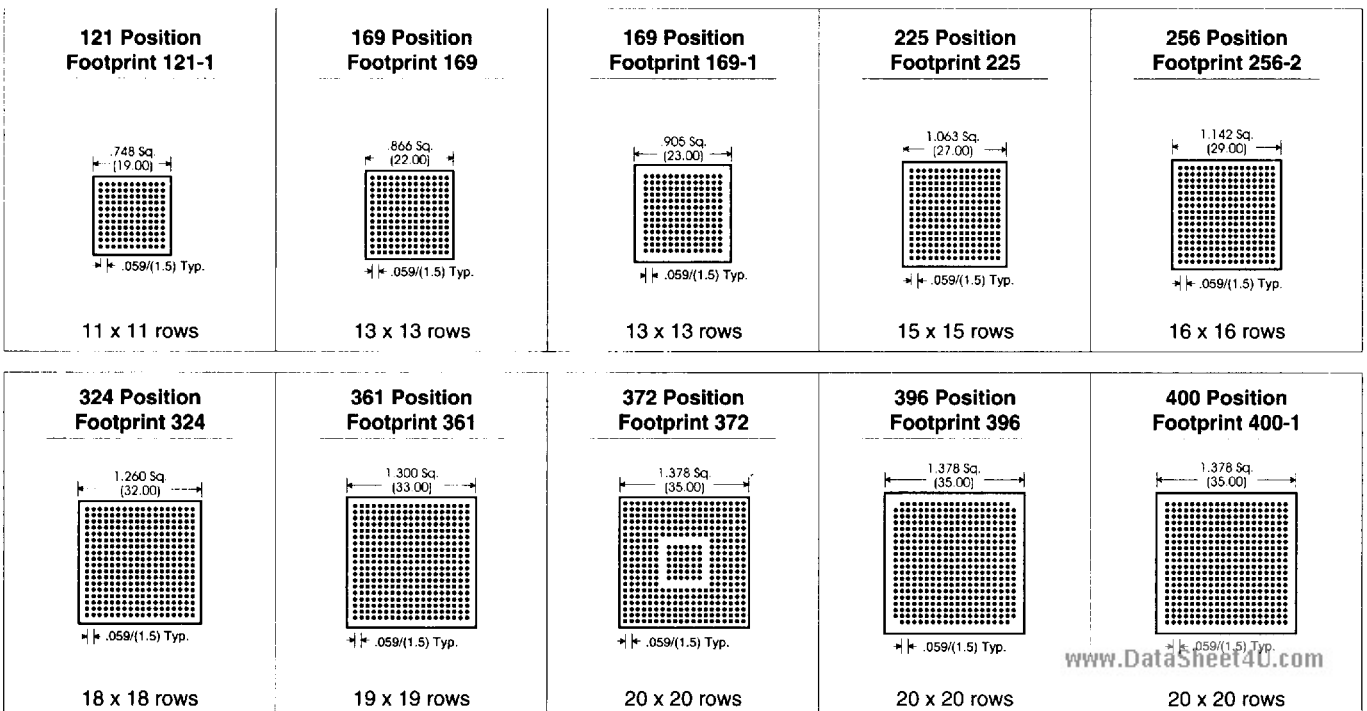 121 Position
Footprint 121-1
.748 Sq.
(19.00)
.059/(1.5) Typ.
11 x 11 rows
169 Position
Footprint 169
.866 Sq.
(22.00)
.059/(1.5) Typ.
13 x 13 rows
169 Position
Footprint 169-1
.905 Sq.
(23.00)
.059/(1.5) Typ.
13 x 13 rows
225 Position
Footprint 225
1.063 Sq.
(27.00)
.059/(1.5) Typ.
15 x 15 rows
256 Position
Footprint 256-2
1.142 Sq.
(29.00)
.059/(1.5) Typ.
16 x 16 rows
324 Position
Footprint 324
1.260 Sq.
(32.00)
.059/(1.5) Typ.
18 x 18 rows
361 Position
Footprint 361
1.300 Sq.
(33.00)
.059/(1.5) Typ.
19 x 19 rows
372 Position
Footprint 372
1.378 Sq.
(35.00)
.059/(1.5) Typ.
20 x 20 rows
396 Position
Footprint 396
1.378 Sq.
(35.00)
.059/(1.5) Typ.
20 x 20 rows
400 Position
Footprint 400-1
1.378 Sq.
(35.00)
.059/(1.5) Typ.
www.DataSheet4U.com
20 x 20 rows